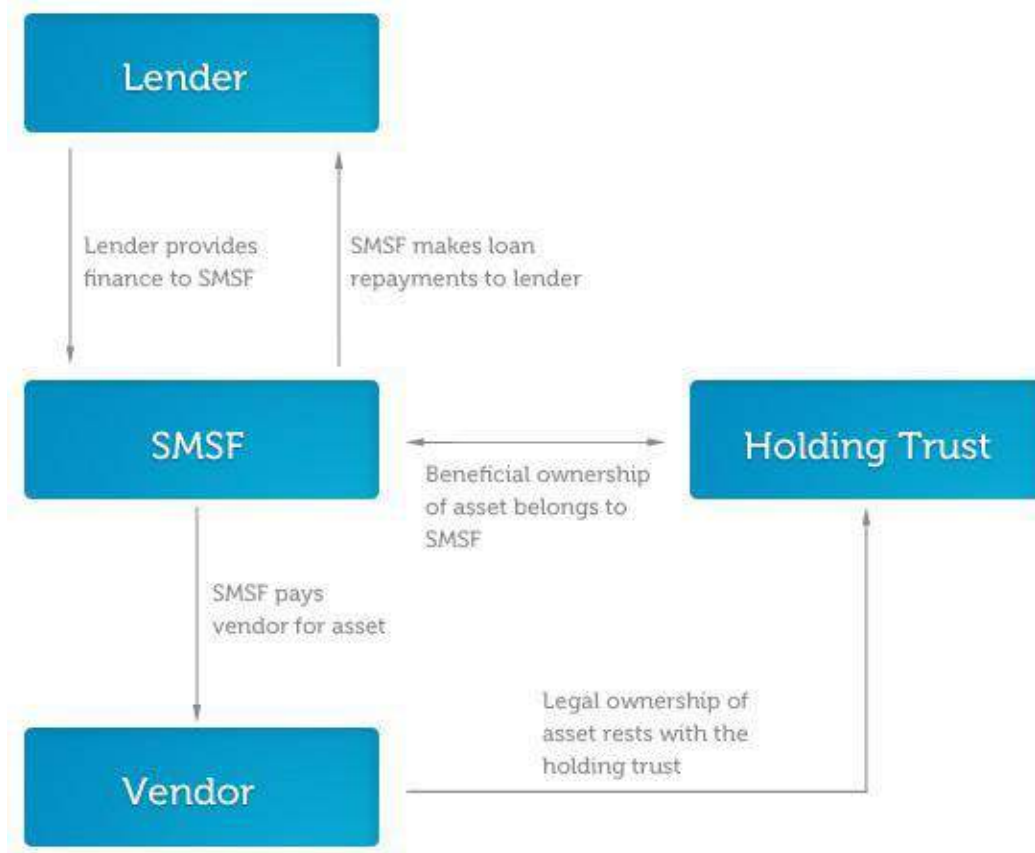 Lender
Lender provides
finance to SMSF
SMSF makes loan
repayments to lender
SMSF
Holding Trust
Beneficial ownership
of asset belongs to
SMSF
SMSF pays
vendor for asset
Legal ownership of
asset rests with the
holding trust
Vendor